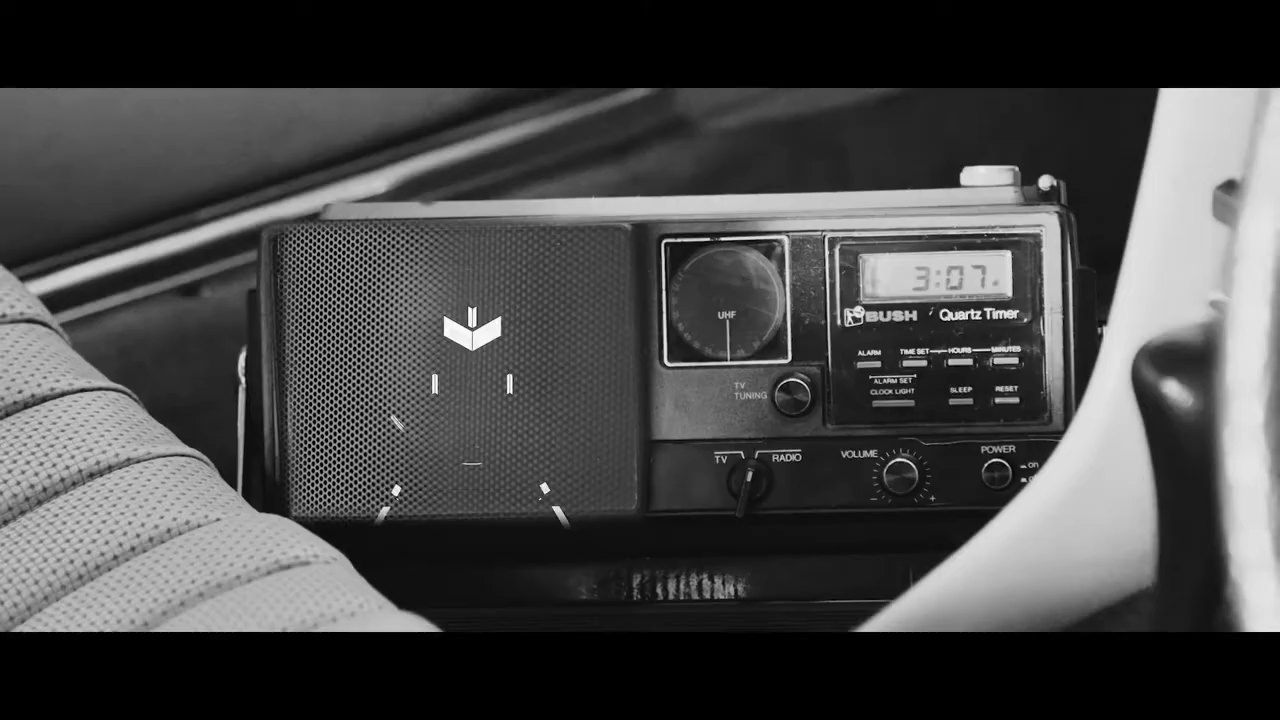 3:07
UHF
BUSH Quartz Timer
ALARM TIME SET HOURS MINUTES
ALARM SET
CLOCK LIGHT SLEEP RESET
TV
TUNING
TV RADIO
VOLUME
- +
POWER
on